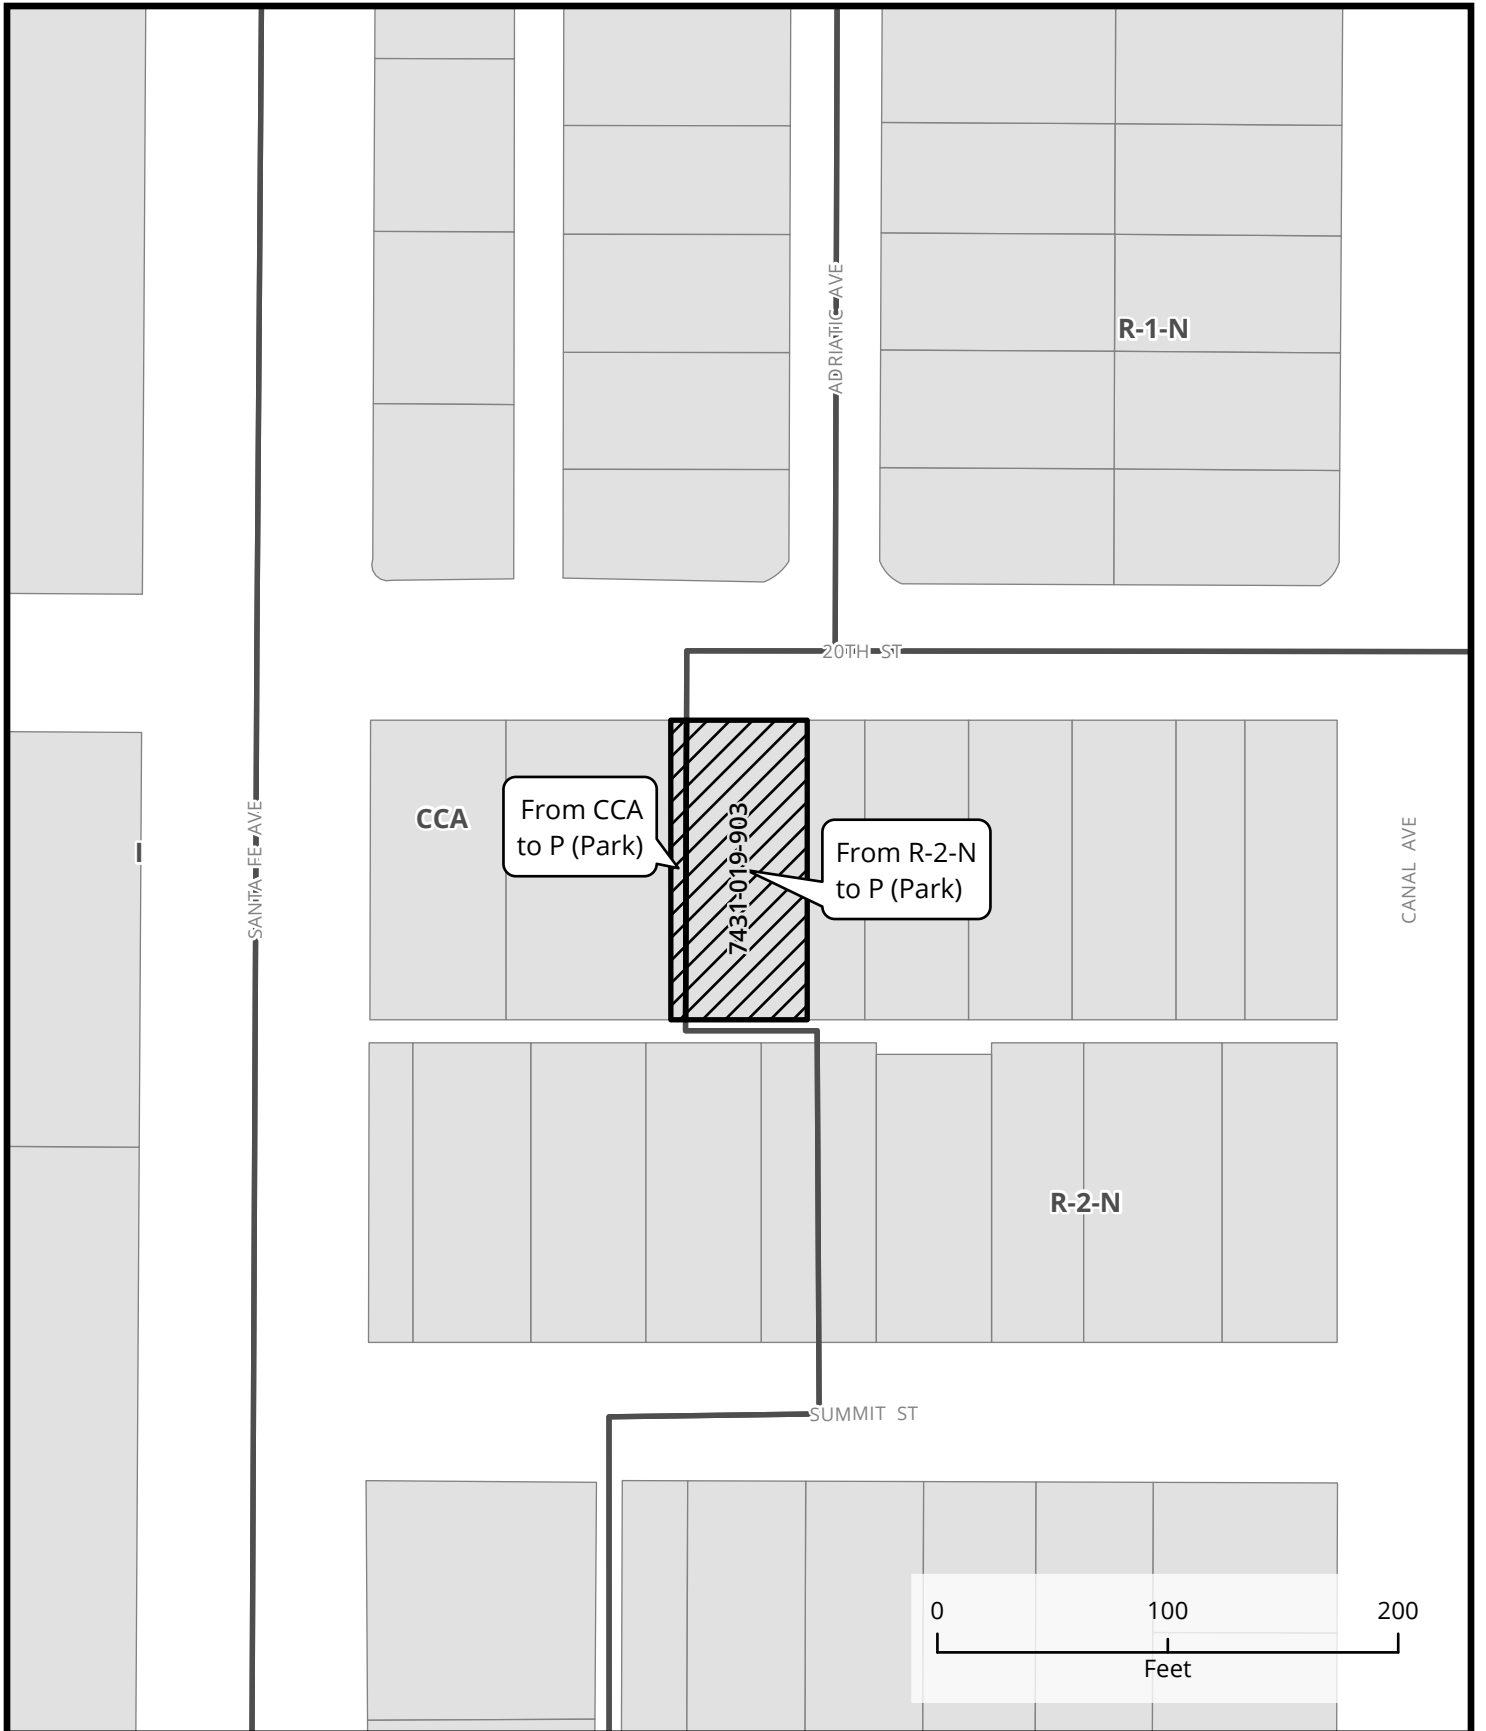 ADRIATIC AVE
R-1-N
20TH ST
SANTA FE AVE
CCA
From CCA
to P (Park)
7431-019-903
From R-2-N
to P (Park)
CANAL AVE
I
R-2-N
SUMMIT ST
0 100 200
Feet